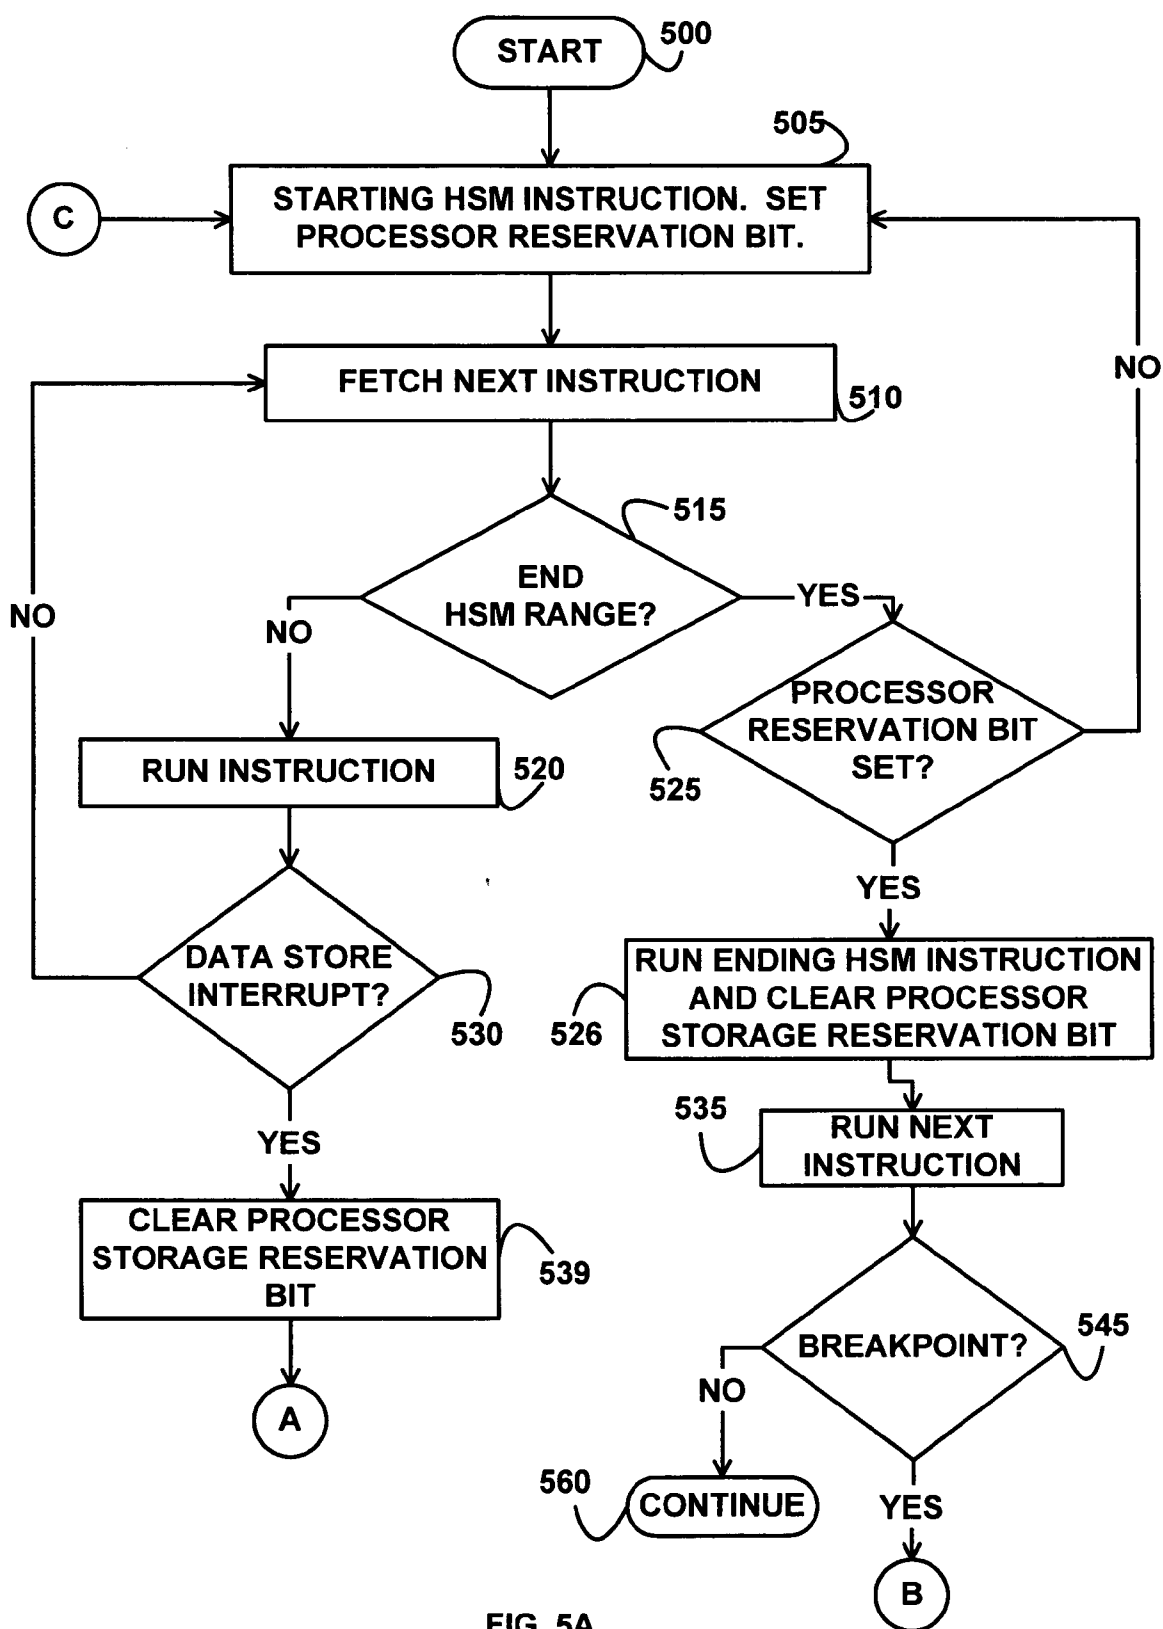 START
500
505
STARTING HSM INSTRUCTION. SET
PROCESSOR RESERVATION BIT.
C
FETCH NEXT INSTRUCTION
510
NO
515
END
HSM RANGE?
YES
NO
NO
PROCESSOR
RESERVATION BIT
SET?
525
RUN INSTRUCTION
520
YES
DATA STORE
INTERRUPT?
530
RUN ENDING HSM INSTRUCTION
AND CLEAR PROCESSOR
STORAGE RESERVATION BIT
526
535
RUN NEXT
INSTRUCTION
YES
CLEAR PROCESSOR
STORAGE RESERVATION
BIT
539
BREAKPOINT?
545
NO
A
560
CONTINUE
YES
B
FIG. 5A